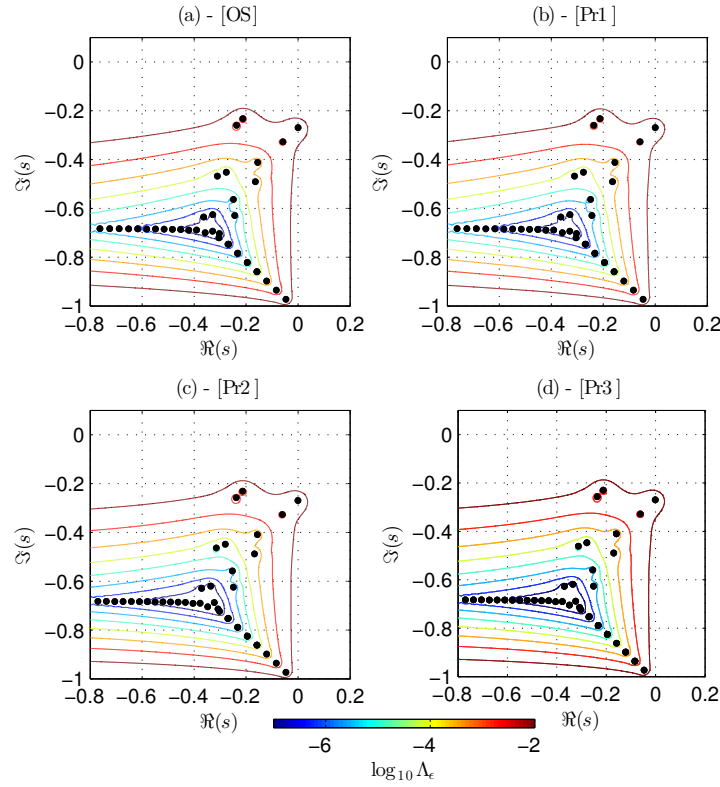 (a) - [OS]
(b) - [Pr1]
0
−0.2
−0.4
−0.6
−0.8
−1
ℑ(s)
−0.8 −0.6 −0.4 −0.2 0 0.2
ℜ(s)
0
−0.2
−0.4
−0.6
−0.8
−1
ℑ(s)
−0.8 −0.6 −0.4 −0.2 0 0.2
ℜ(s)
(c) - [Pr2]
(d) - [Pr3]
0
−0.2
−0.4
−0.6
−0.8
−1
ℑ(s)
−0.8 −0.6 −0.4 −0.2 0 0.2
ℜ(s)
0
−0.2
−0.4
−0.6
−0.8
−1
ℑ(s)
−0.8 −0.6 −0.4 −0.2 0 0.2
ℜ(s)
−6 −4 −2
log₁₀ Λ_ϵ